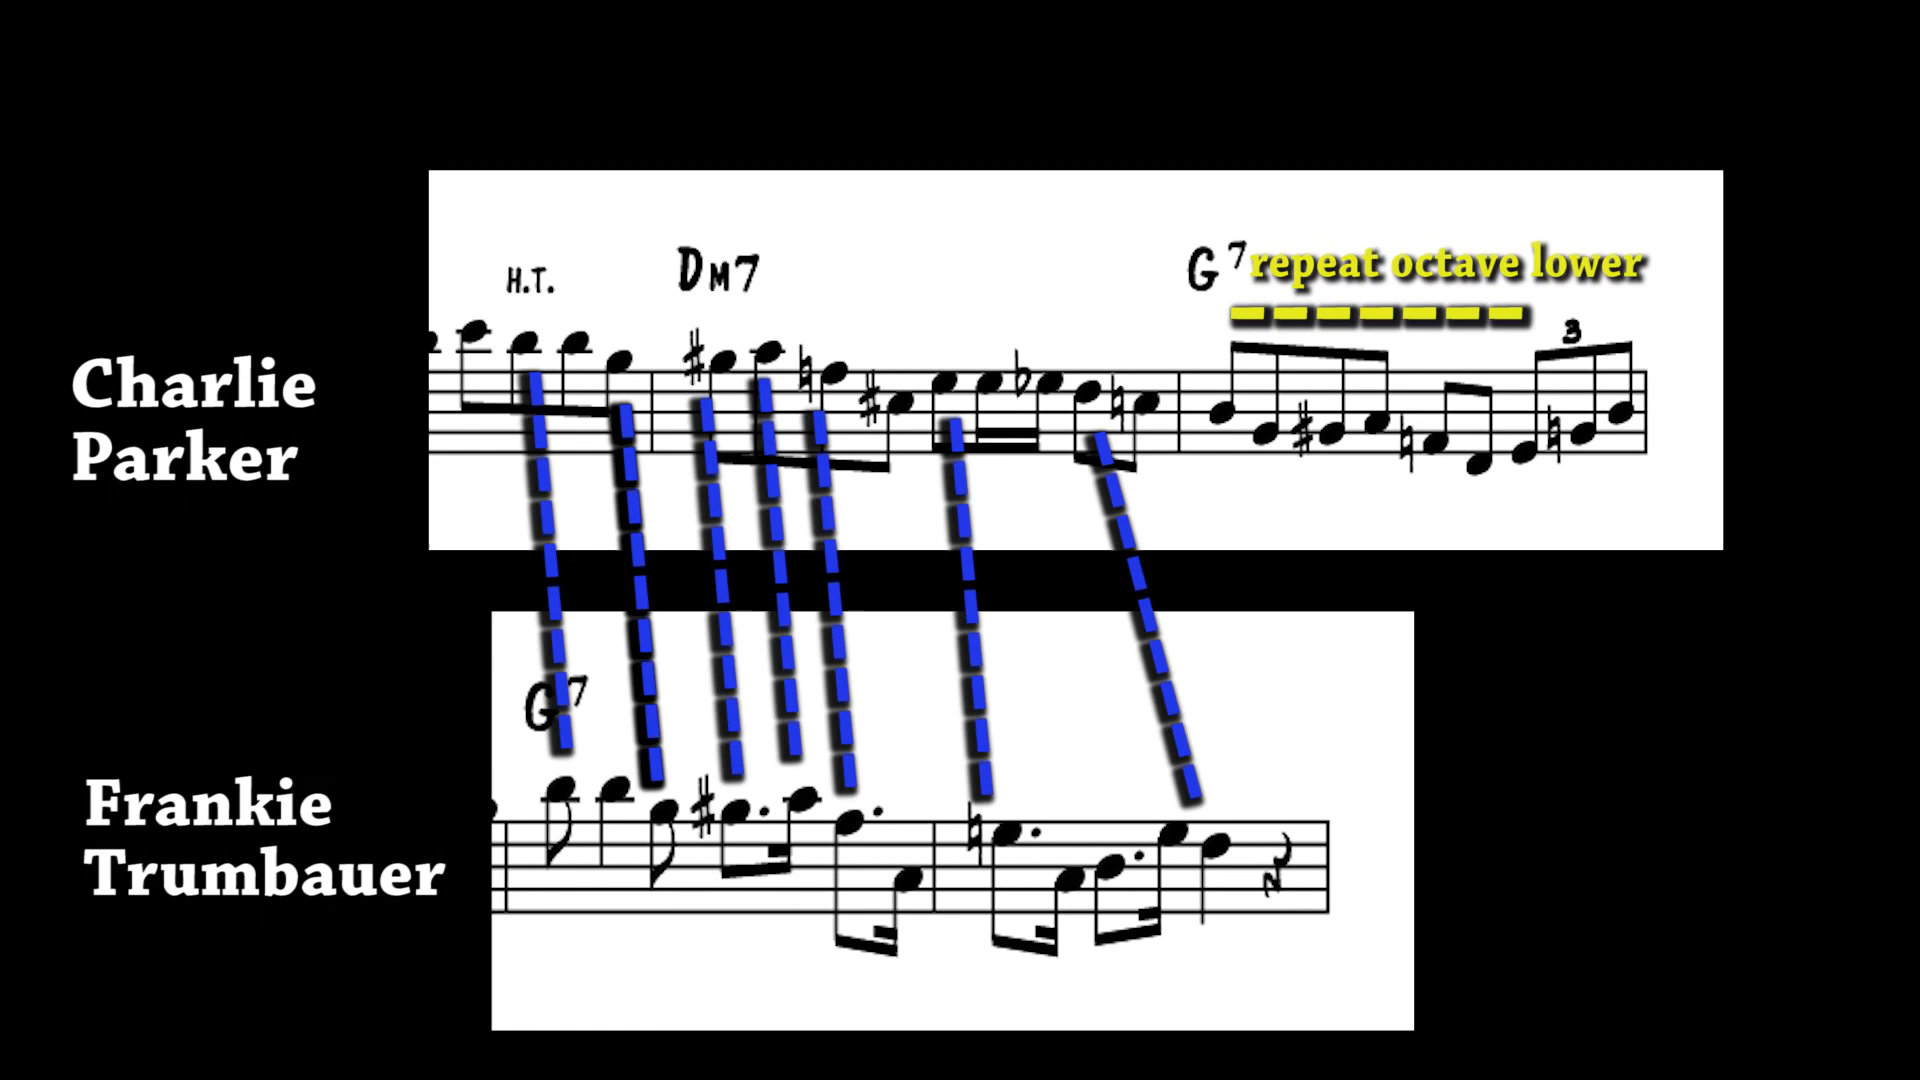 H.T. DM7 G7 repeat octave lower
3
Charlie
Parker
G7
Frankie
Trumbauer